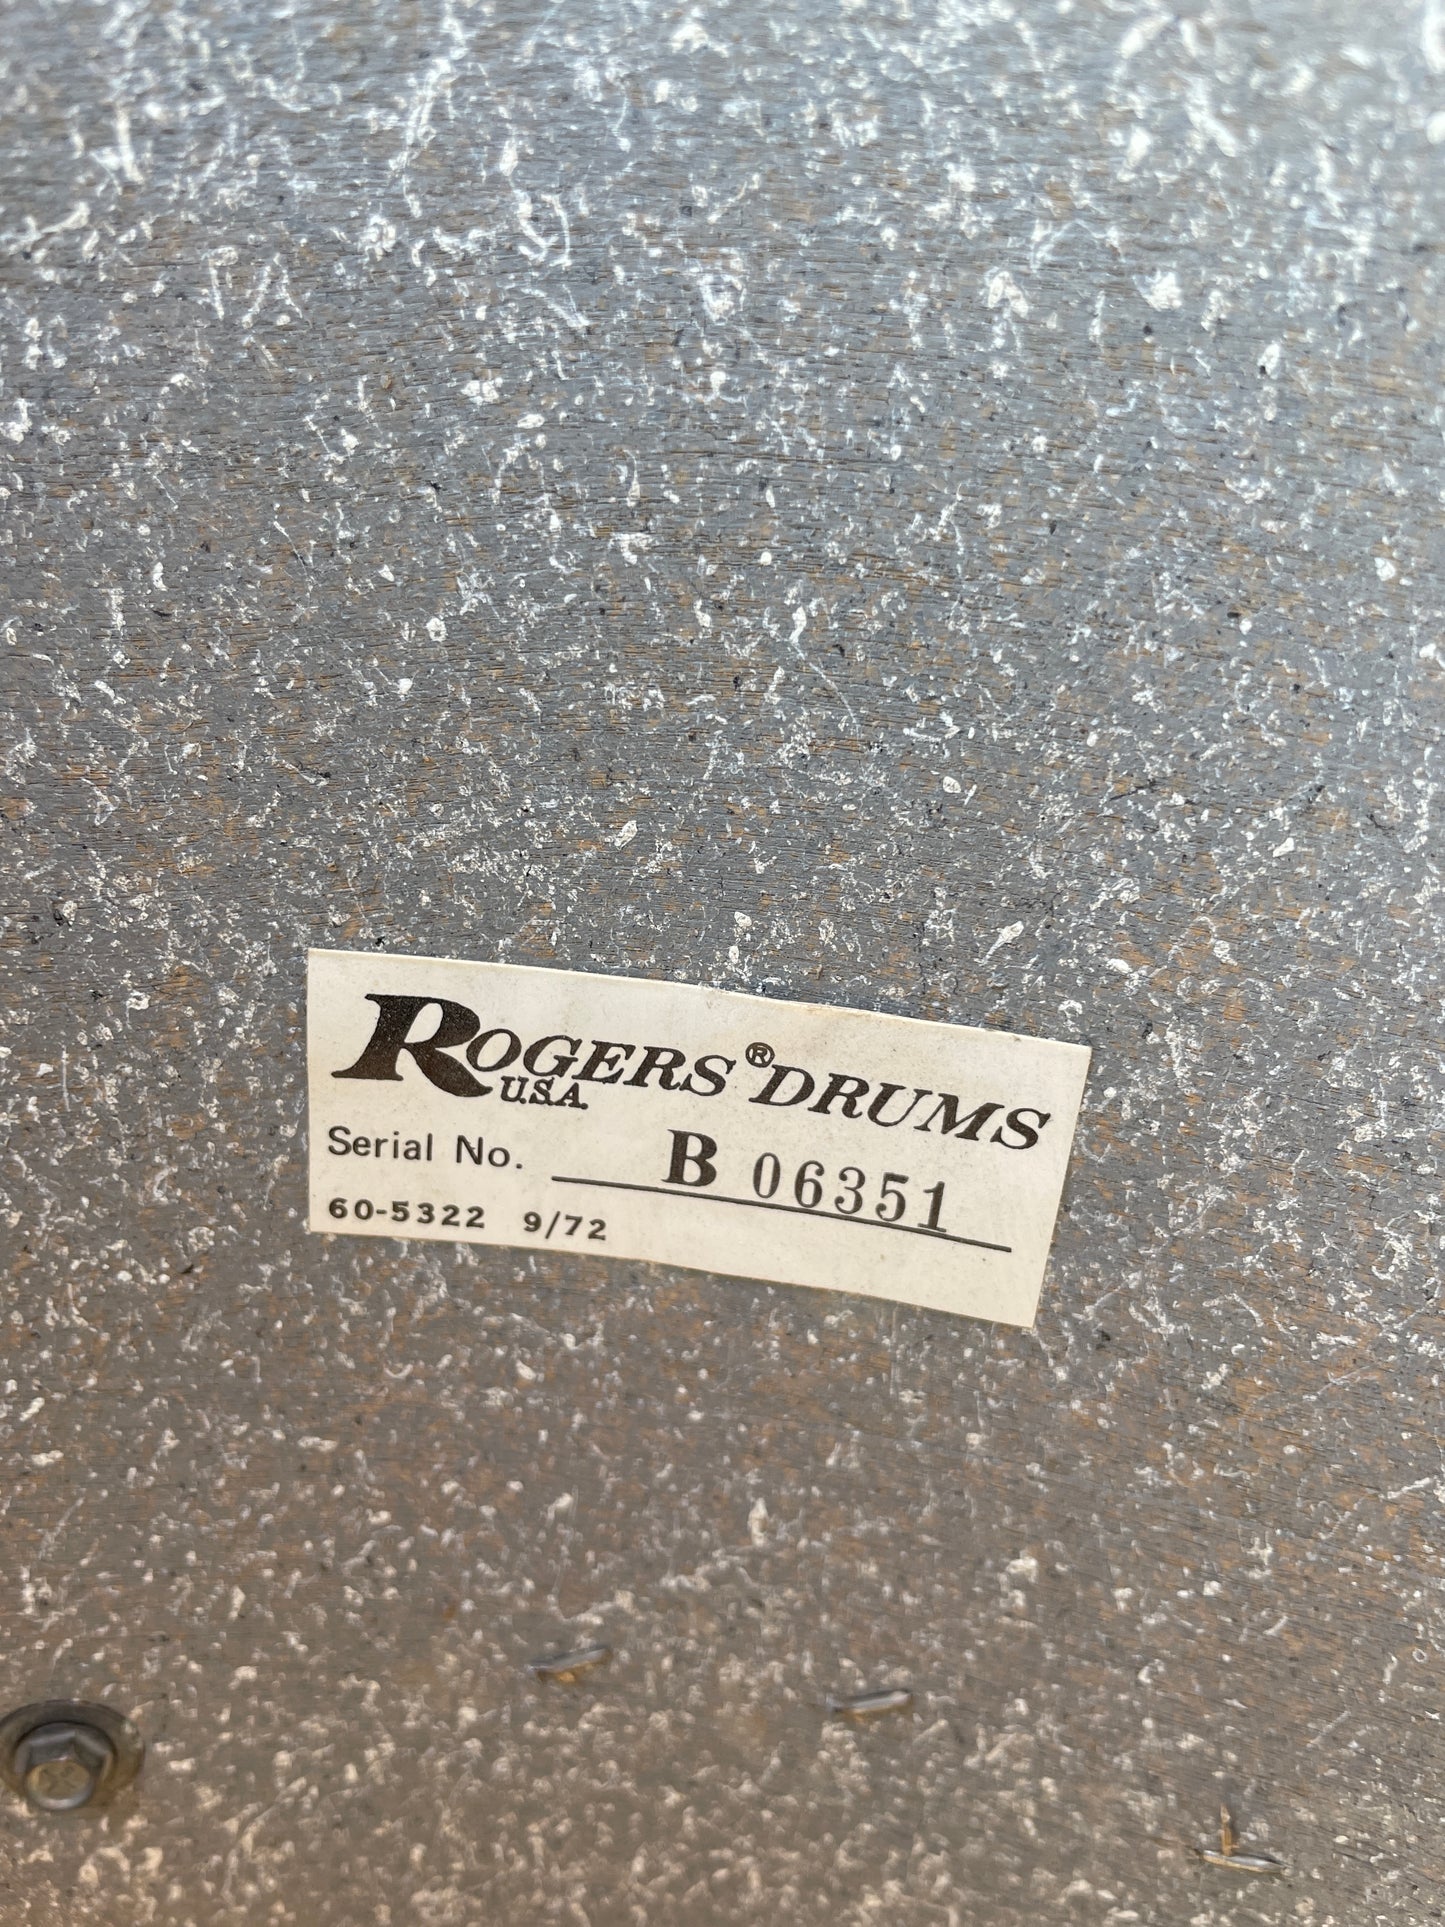 ROGERS® DRUMS
U.S.A.
Serial No. B 06351
60-5322 9/72